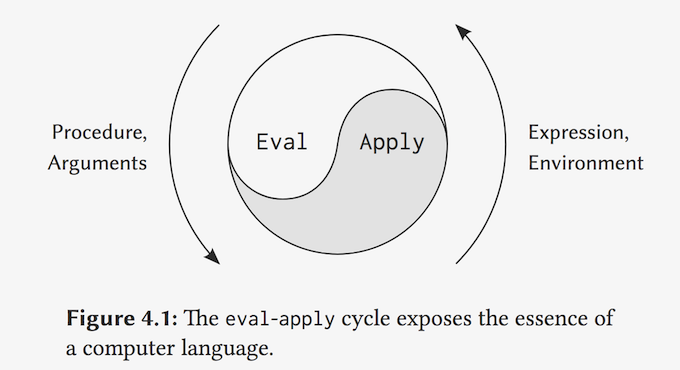 Procedure,
Arguments
Eval
Apply
Expression,
Environment
Figure 4.1: The eval-apply cycle exposes the essence of
a computer language.